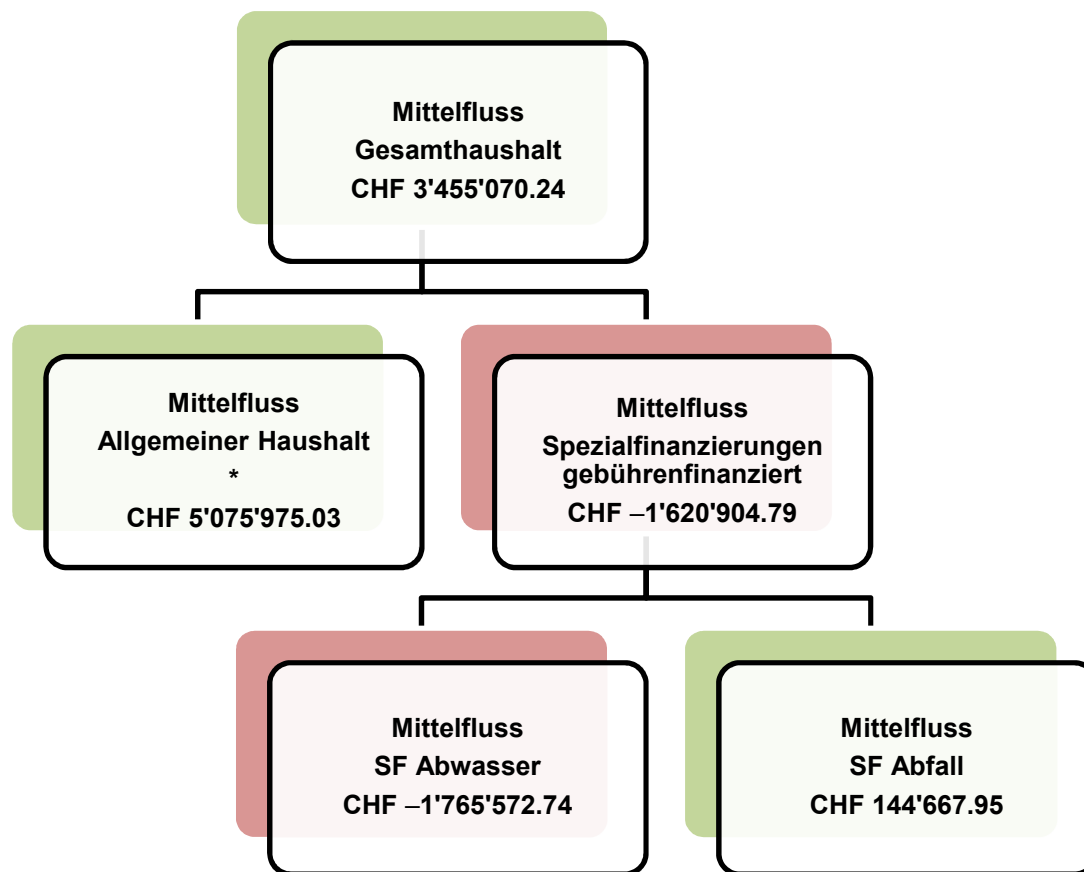 Mittelfluss
Gesamthaushalt
CHF 3'455'070.24
Mittelfluss
Allgemeiner Haushalt
*
CHF 5'075'975.03
Mittelfluss
Spezialfinanzierungen
gebührenfinanziert
CHF –1'620'904.79
Mittelfluss
SF Abwasser
CHF –1'765'572.74
Mittelfluss
SF Abfall
CHF 144'667.95